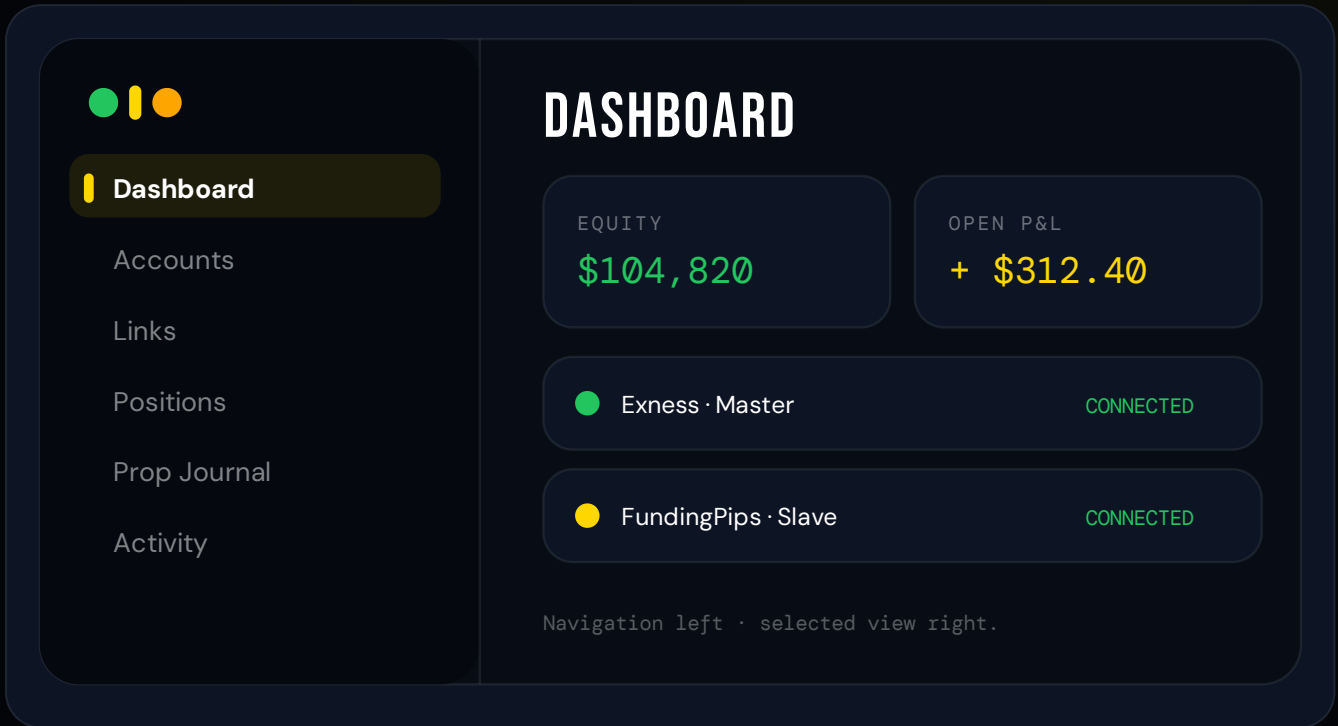 Dashboard
Accounts
Links
Positions
Prop Journal
Activity
DASHBOARD
EQUITY
$104,820
OPEN P&L
+ $312.40
Exness · Master
CONNECTED
FundingPips · Slave
CONNECTED
Navigation left · selected view right.